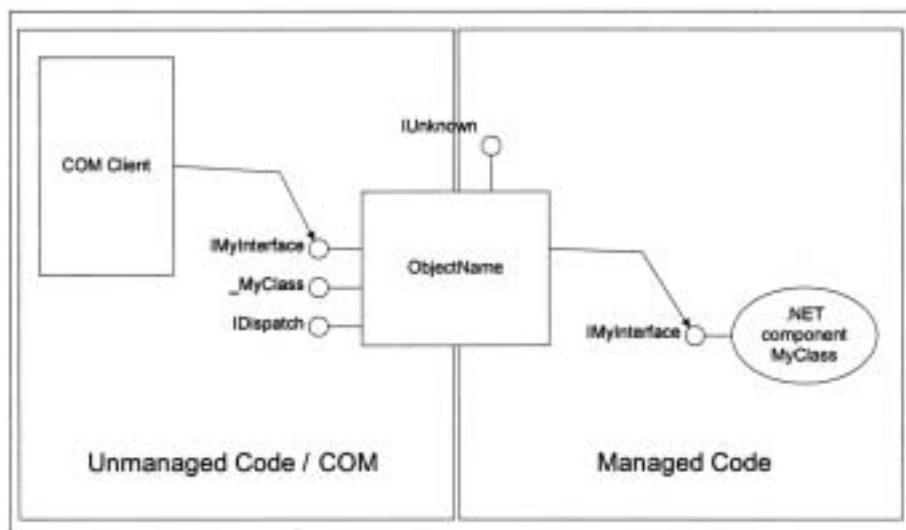 IUnknown
COM Client
IMyInterface
ObjectName
_MyClass
IDispatch
IMyInterface
.NET
component
MyClass
Unmanaged Code / COM
Managed Code